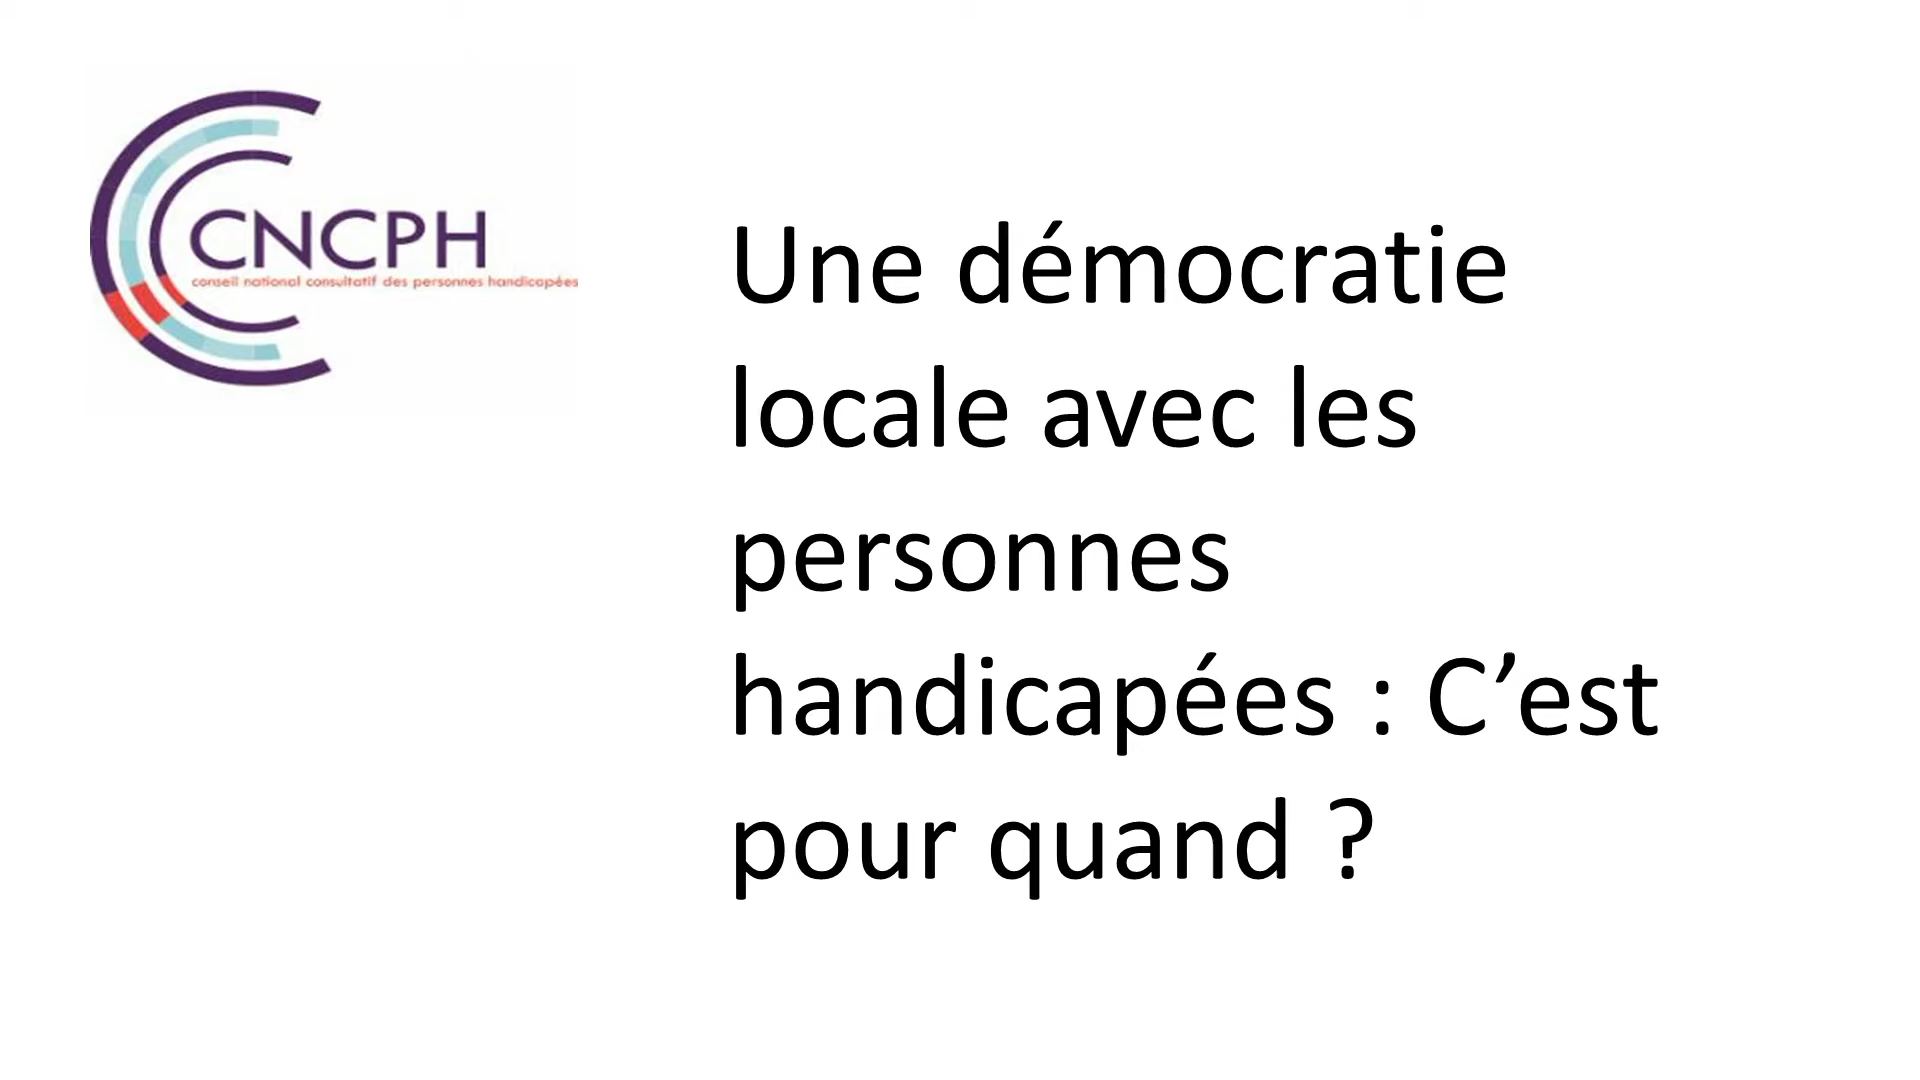 CNCPH
conseil national consultatif des personnes handicapées
Une démocratie
locale avec les
personnes
handicapées : C’est
pour quand ?